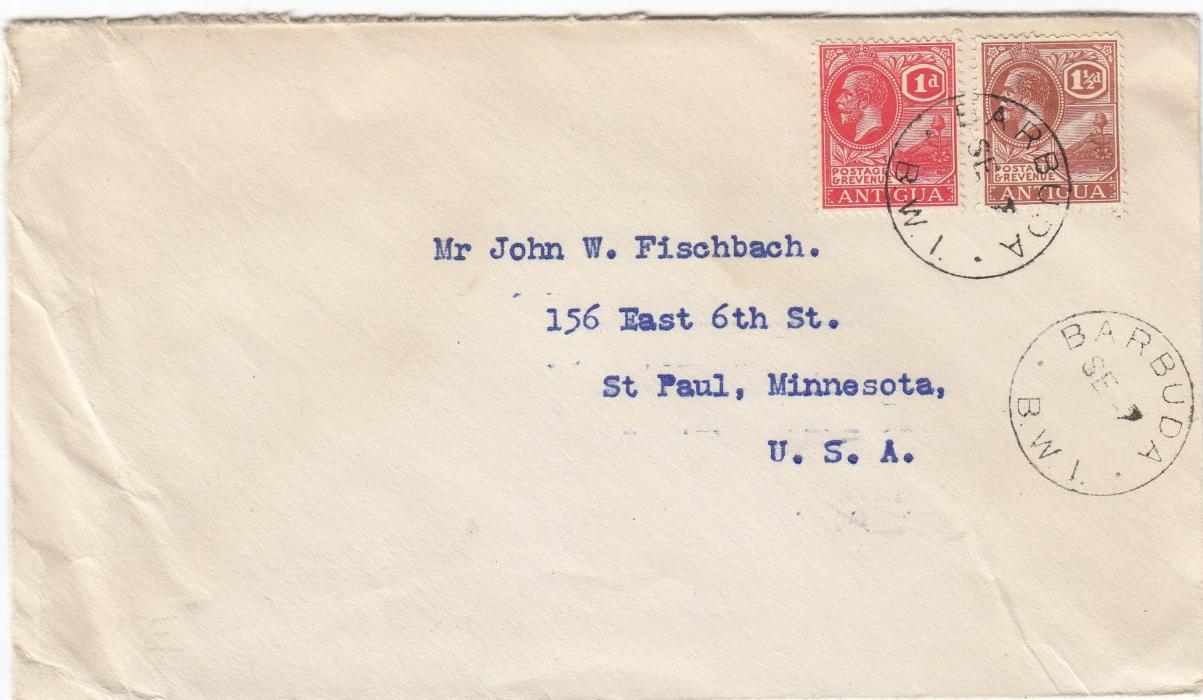 1d
POSTAGE
& REVENUE
ANTIGUA
1½d
POSTAGE
& REVENUE
ANTIGUA
BARBUDA
SE
B.W.I.
Mr John W. Fischbach.
156 East 6th St.
St Paul, Minnesota,
U. S. A.
BARBUDA
SE
B.W.I.